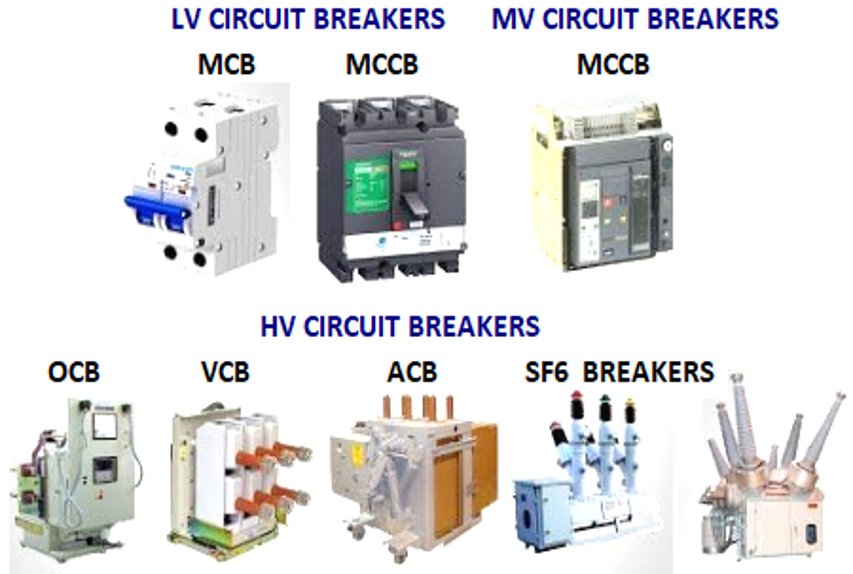 LV CIRCUIT BREAKERS MV CIRCUIT BREAKERS
MCB MCCB MCCB
HV CIRCUIT BREAKERS
OCB VCB ACB SF6 BREAKERS